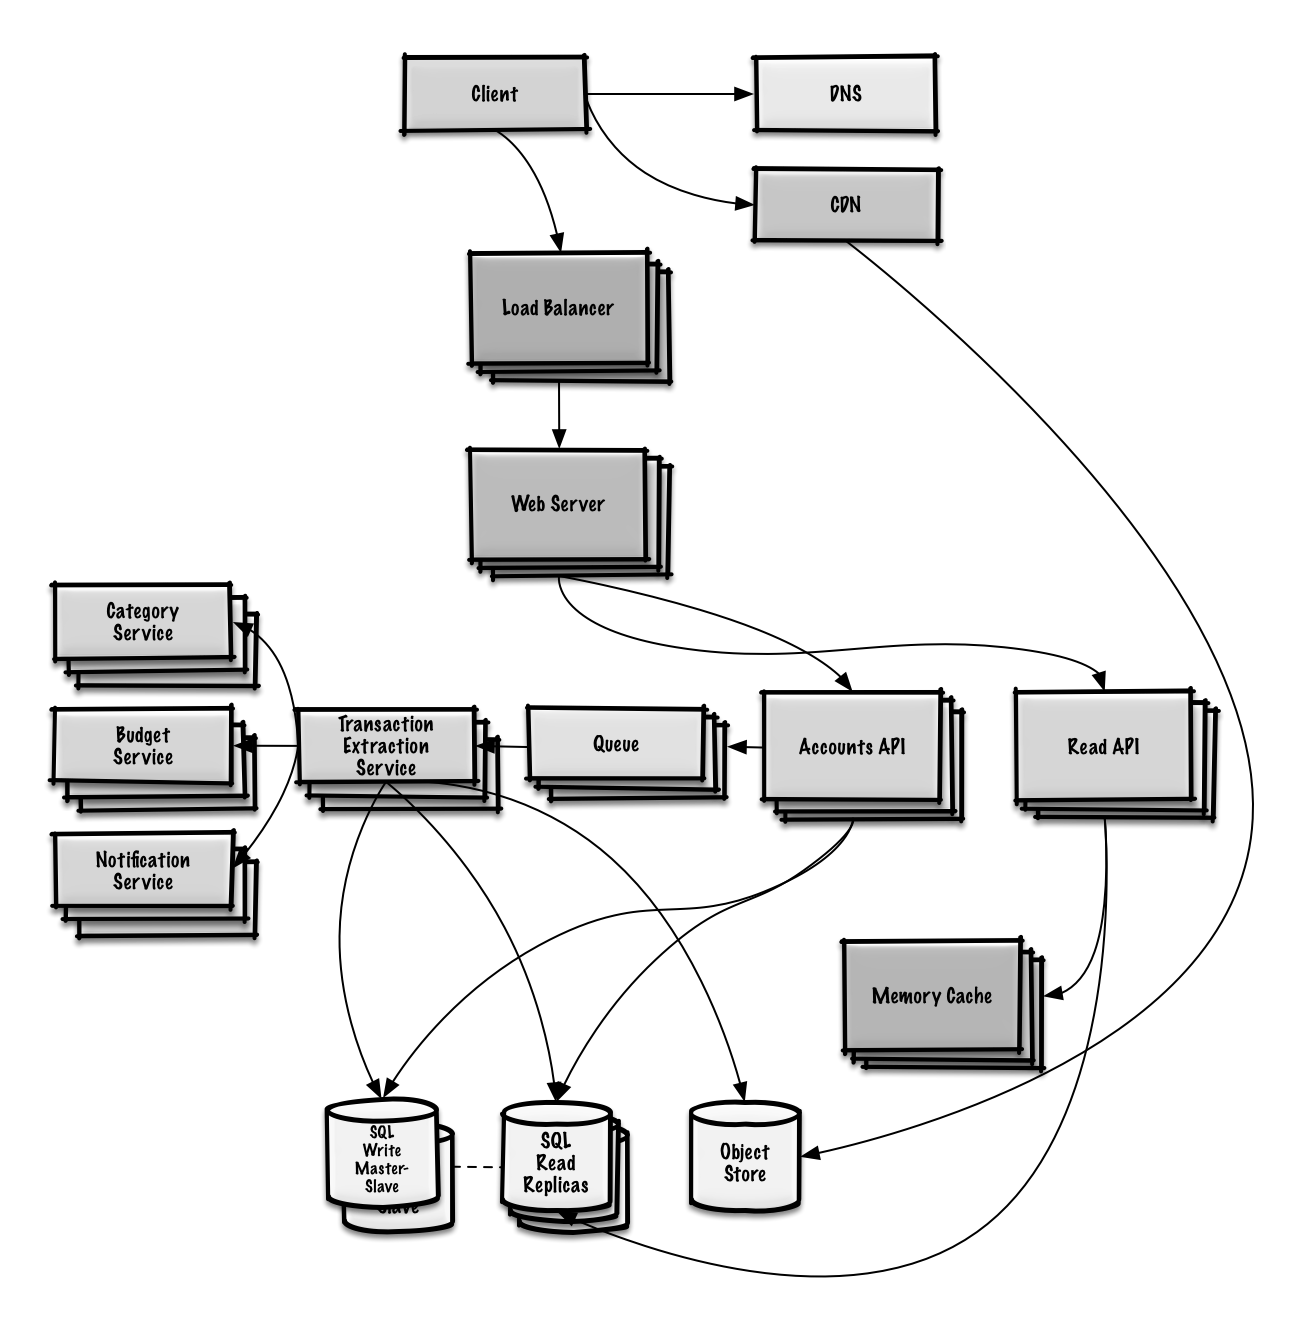 Client
DNS
CDN
Load Balancer
Web Server
Category
Service
Budget
Service
Notification
Service
Transaction
Extraction
Service
Queue
Accounts API
Read API
Memory Cache
SQL
Write
Master-
Slave
Slave
SQL
Read
Replicas
Object
Store